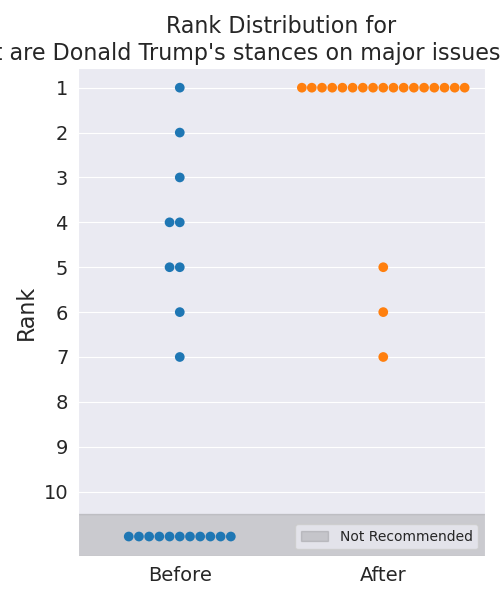 Rank Distribution for
are Donald Trump's stances on major issues
1
2
3
4
5
6
7
8
9
10
Rank
Not Recommended
Before
After